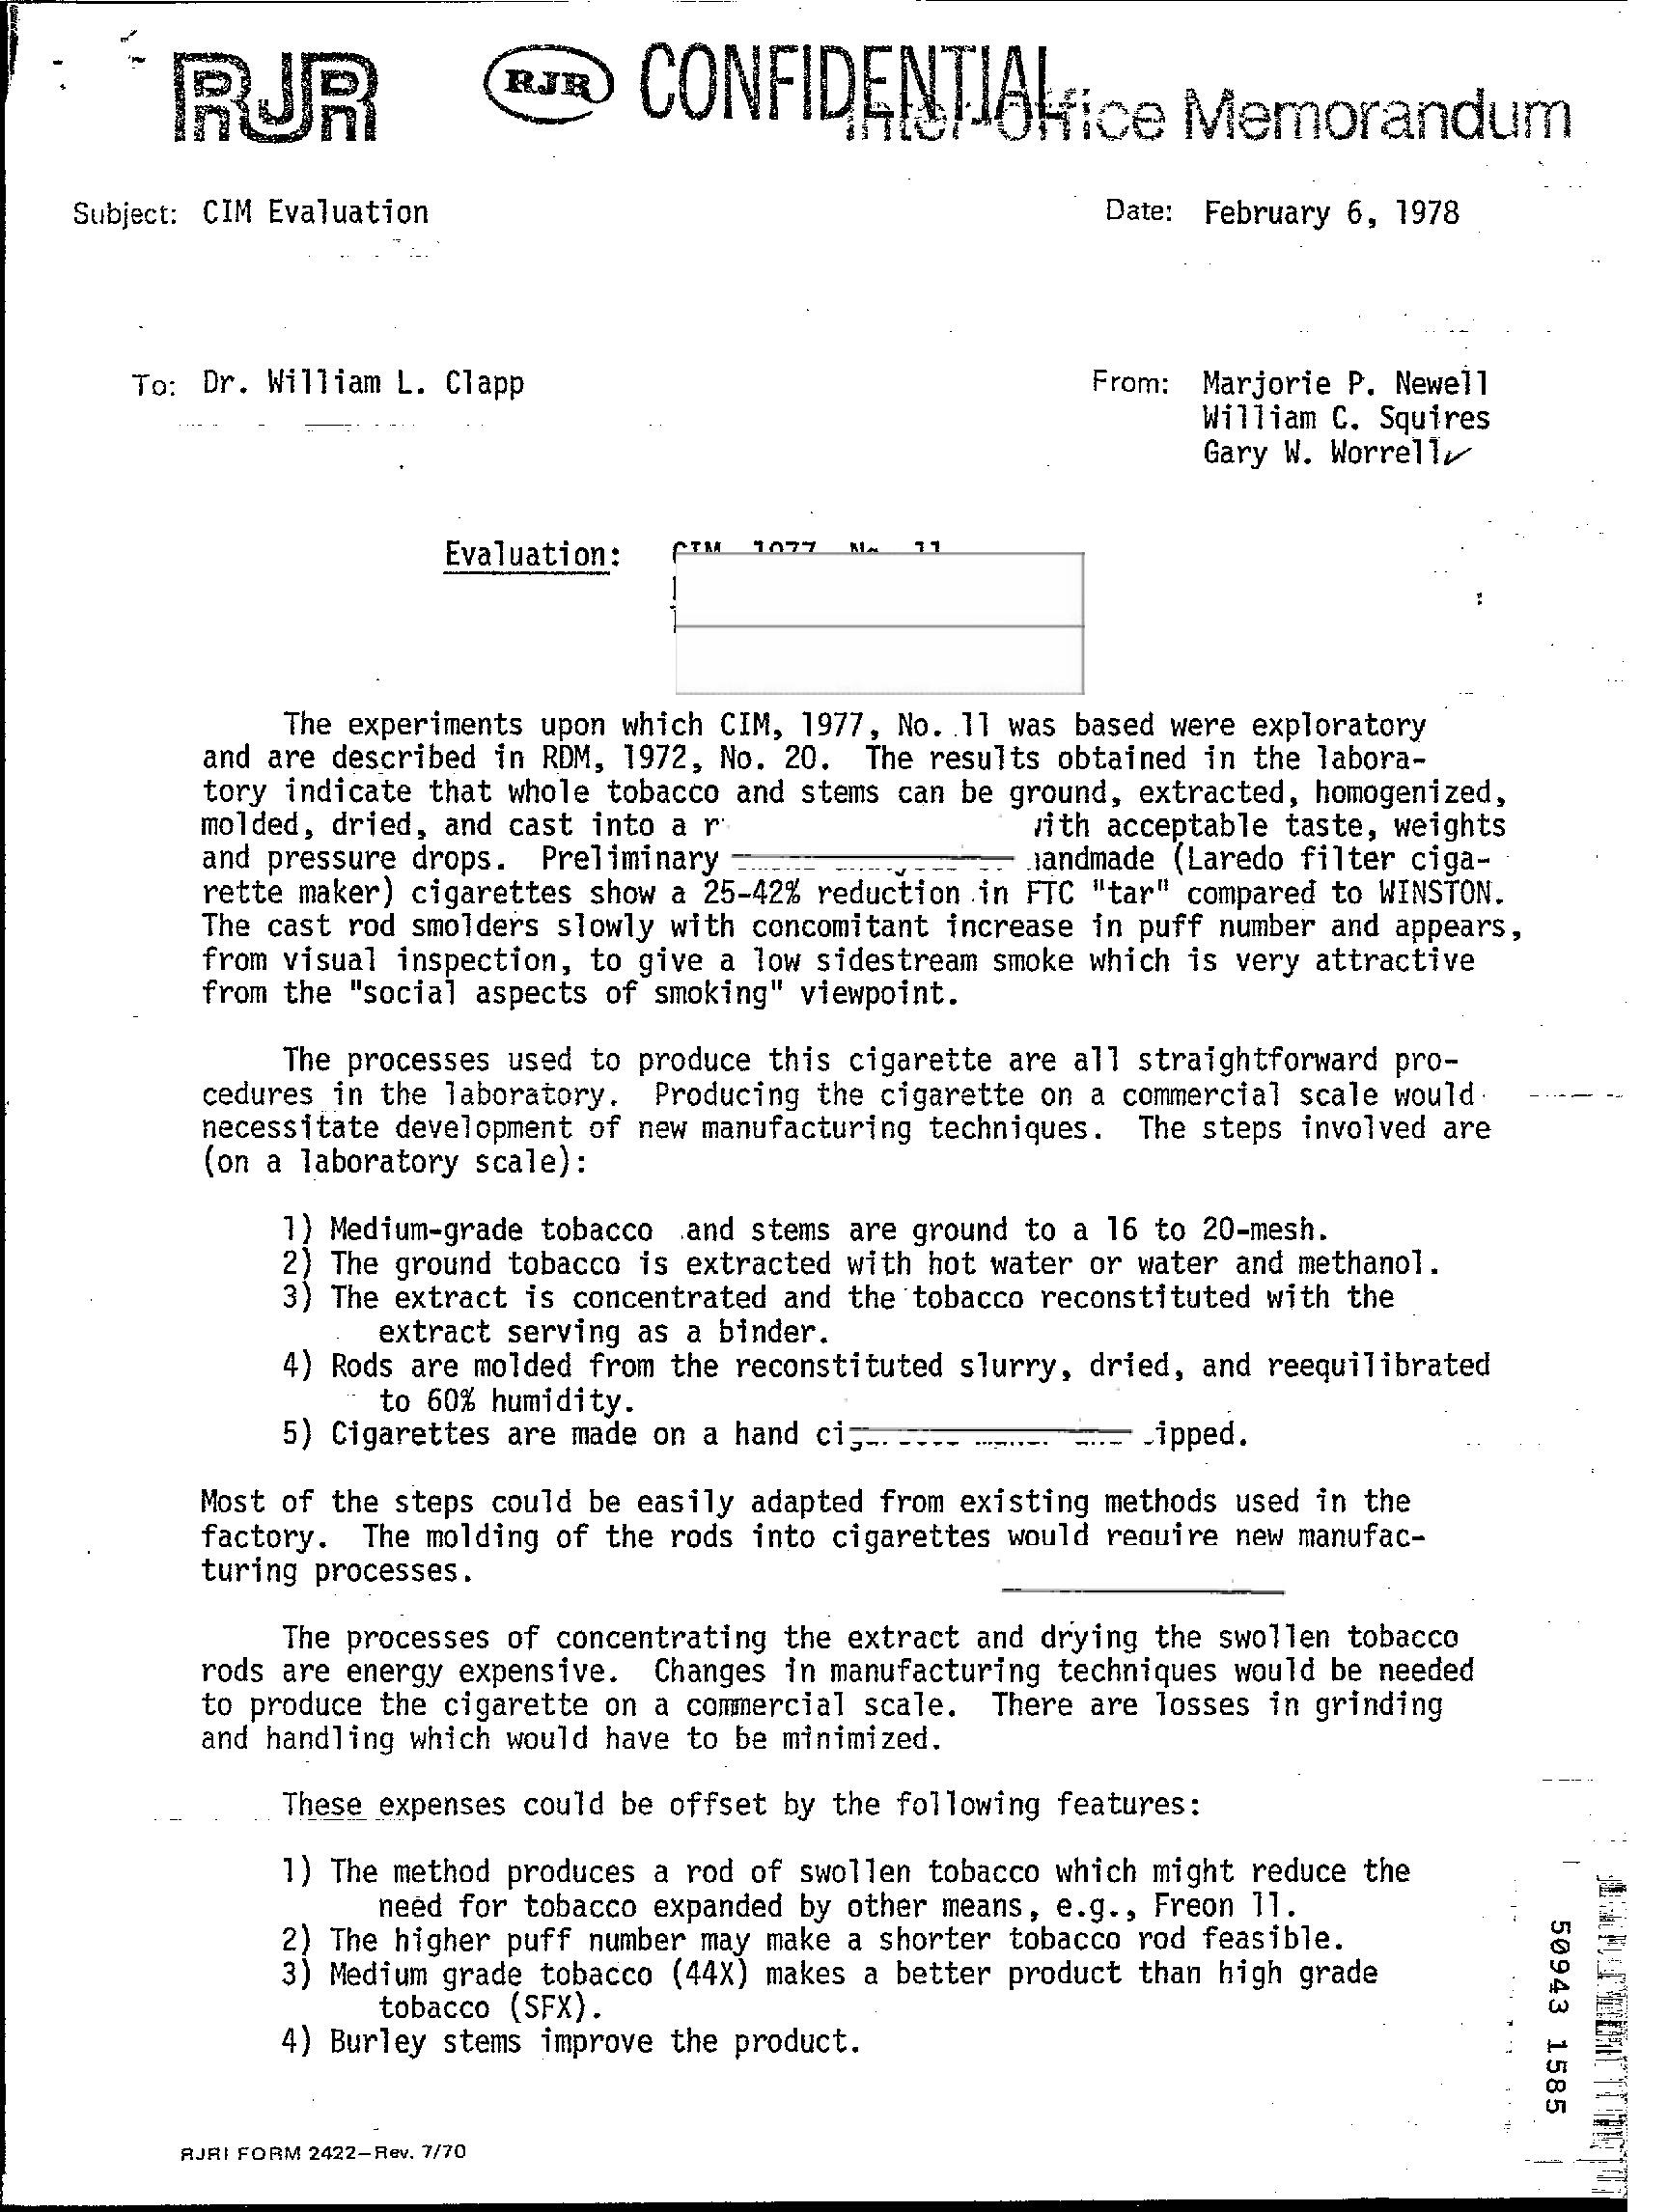 RJR RJR CONFIDENTIAL Inter-Office Memorandum
Subject: CIM Evaluation Date: February 6, 1978
To: Dr. William L. Clapp From: Marjorie P. Newell
William C. Squires
Gary W. Worrell
Evaluation: CIM 1977 No. 11
The experiments upon which CIM, 1977, No. 11 was based were exploratory
and are described in RDM, 1972, No. 20. The results obtained in the labora-
tory indicate that whole tobacco and stems can be ground, extracted, homogenized,
molded, dried, and cast into a with acceptable taste, weights
and pressure drops. Preliminary handmade (Laredo filter ciga-
rette maker) cigarettes show a 25-42% reduction in FTC "tar" compared to WINSTON.
The cast rod smolders slowly with concomitant increase in puff number and appears,
from visual inspection, to give a low sidestream smoke which is very attractive
from the "social aspects of smoking" viewpoint.
The processes used to produce this cigarette are all straightforward pro-
cedures in the laboratory. Producing the cigarette on a commercial scale would
necessitate development of new manufacturing techniques. The steps involved are
(on a laboratory scale):
1) Medium-grade tobacco and stems are ground to a 16 to 20-mesh.
2) The ground tobacco is extracted with hot water or water and methanol.
3) The extract is concentrated and the tobacco reconstituted with the
extract serving as a binder.
4) Rods are molded from the reconstituted slurry, dried, and reequilibrated
to 60% humidity.
5) Cigarettes are made on a hand
Most of the steps could be easily adapted from existing methods used in the
factory. The molding of the rods into cigarettes would require new manufac-
turing processes.
The processes of concentrating the extract and drying the swollen tobacco
rods are energy expensive. Changes in manufacturing techniques would be needed
to produce the cigarette on a commercial scale. There are losses in grinding
and handling which would have to be minimized.
These expenses could be offset by the following features:
1) The method produces a rod of swollen tobacco which might reduce the
need for tobacco expanded by other means, e.g., Freon 11.
2) The higher puff number may make a shorter tobacco rod feasible.
3) Medium grade tobacco (44X) makes a better product than high grade
tobacco (SFX).
4) Burley stems improve the product.
50943 1585
RJRI FORM 2422-Rev. 7/70